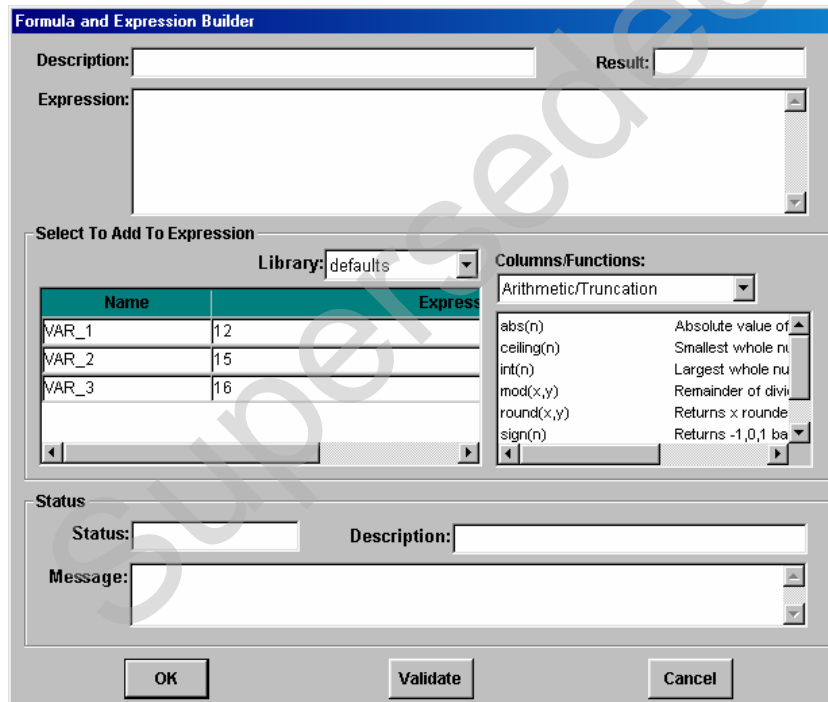 Formula and Expression Builder
Description:
Result:
Expression:
Select To Add To Expression
Library: defaults
Columns/Functions:
Arithmetic/Truncation
Name Express
VAR_1 12
VAR_2 15
VAR_3 16
abs(n) Absolute value of
ceiling(n) Smallest whole nu
int(n) Largest whole nu
mod(x,y) Remainder of divi
round(x,y) Returns x rounde
sign(n) Returns -1,0,1 ba
Status
Status:
Description:
Message:
OK Validate Cancel
Superseded